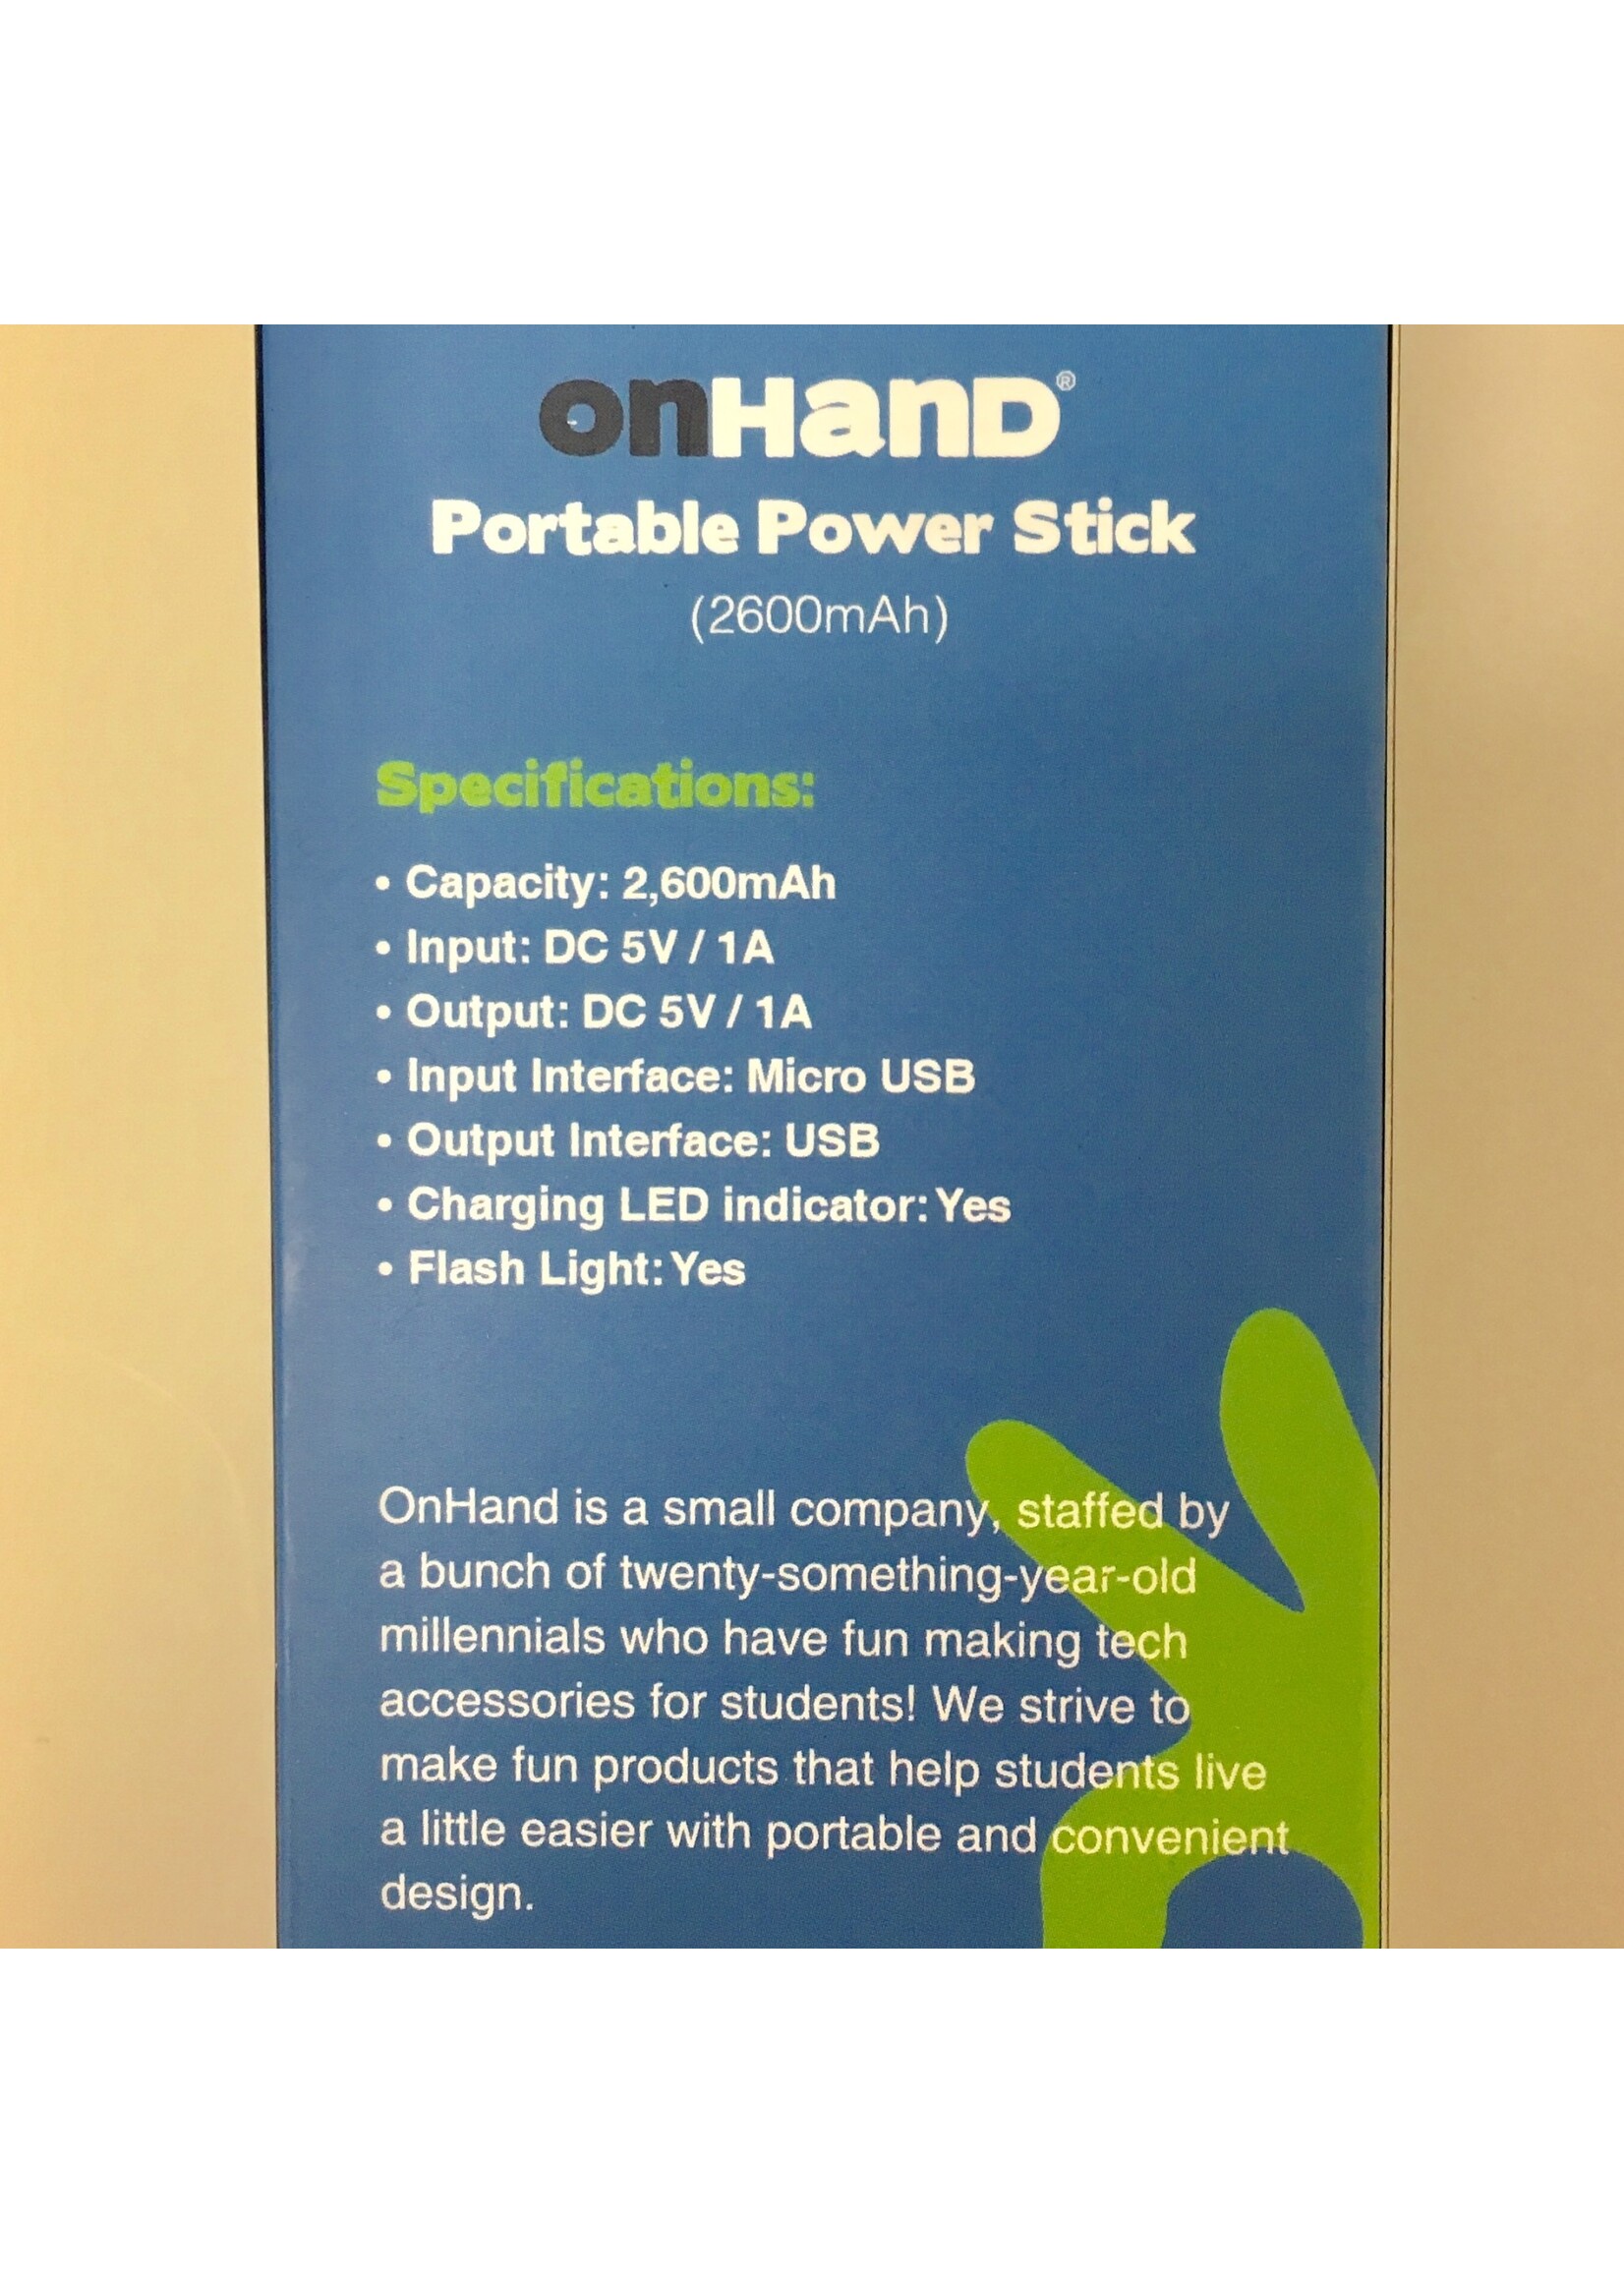 onHanD®
Portable Power Stick
(2600mAh)
Specifications:
• Capacity: 2,600mAh
• Input: DC 5V / 1A
• Output: DC 5V / 1A
• Input Interface: Micro USB
• Output Interface: USB
• Charging LED indicator: Yes
• Flash Light: Yes
OnHand is a small company, staffed by
a bunch of twenty-something-year-old
millennials who have fun making tech
accessories for students! We strive to
make fun products that help students live
a little easier with portable and convenient
design.